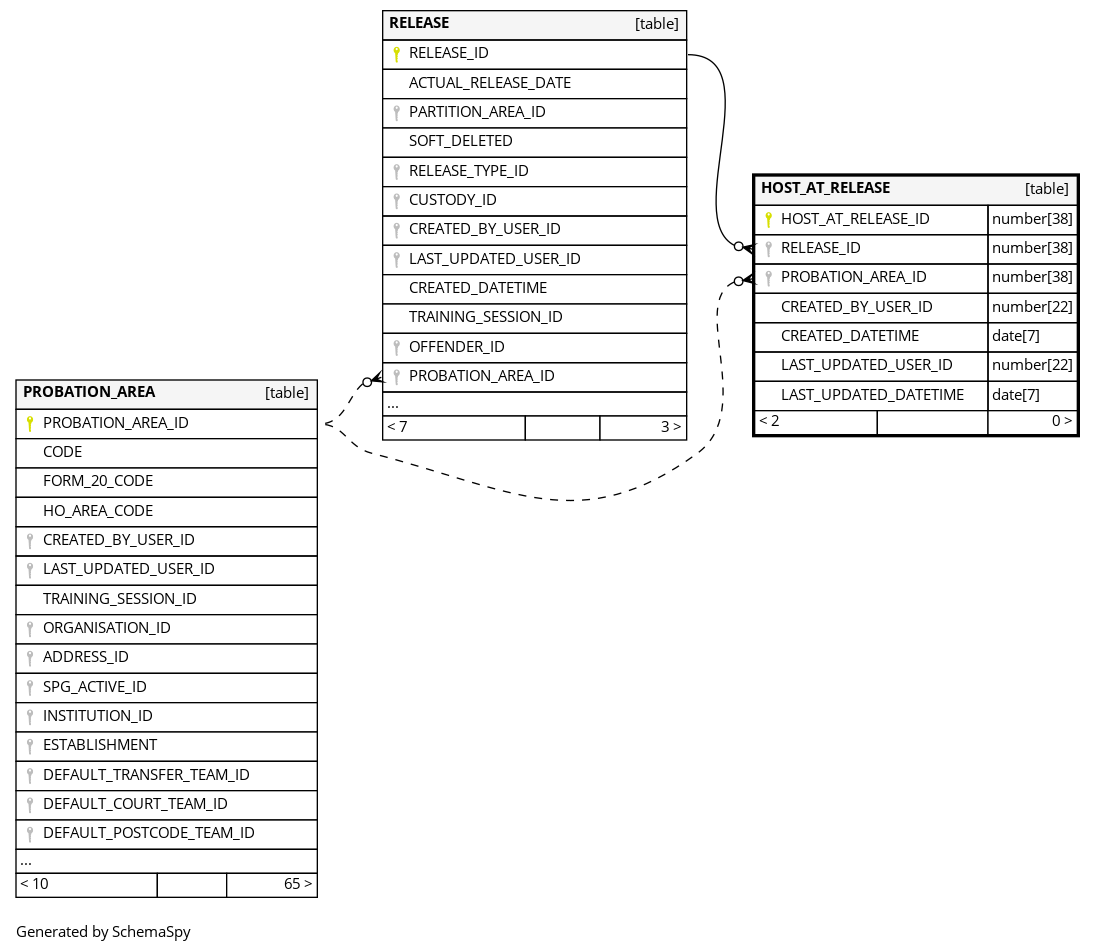 RELEASE [table]
RELEASE_ID
ACTUAL_RELEASE_DATE
PARTITION_AREA_ID
SOFT_DELETED
RELEASE_TYPE_ID
CUSTODY_ID
CREATED_BY_USER_ID
LAST_UPDATED_USER_ID
CREATED_DATETIME
TRAINING_SESSION_ID
OFFENDER_ID
PROBATION_AREA_ID
...
< 7 3 >
HOST_AT_RELEASE [table]
HOST_AT_RELEASE_ID number[38]
RELEASE_ID number[38]
PROBATION_AREA_ID number[38]
CREATED_BY_USER_ID number[22]
CREATED_DATETIME date[7]
LAST_UPDATED_USER_ID number[22]
LAST_UPDATED_DATETIME date[7]
< 2 0 >
PROBATION_AREA [table]
PROBATION_AREA_ID
CODE
FORM_20_CODE
HO_AREA_CODE
CREATED_BY_USER_ID
LAST_UPDATED_USER_ID
TRAINING_SESSION_ID
ORGANISATION_ID
ADDRESS_ID
SPG_ACTIVE_ID
INSTITUTION_ID
ESTABLISHMENT
DEFAULT_TRANSFER_TEAM_ID
DEFAULT_COURT_TEAM_ID
DEFAULT_POSTCODE_TEAM_ID
...
< 10 65 >
Generated by SchemaSpy